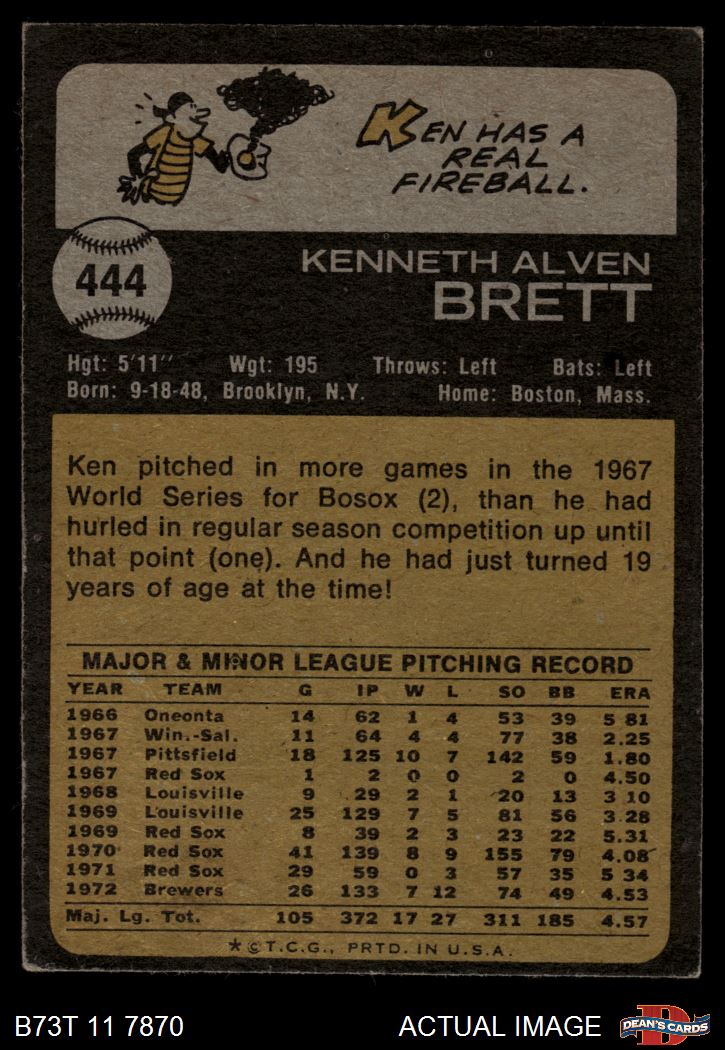 KEN HAS A
REAL
FIREBALL.
444
KENNETH ALVEN
BRETT
Hgt: 5'11'' Wgt: 195 Throws: Left Bats: Left
Born: 9-18-48, Brooklyn, N.Y. Home: Boston, Mass.
Ken pitched in more games in the 1967
World Series for Bosox (2), than he had
hurled in regular season competition up until
that point (one). And he had just turned 19
years of age at the time!
MAJOR & MINOR LEAGUE PITCHING RECORD
YEAR TEAM G IP W L SO BB ERA
1966 Oneonta 14 62 1 4 53 39 5 81
1967 Win.-Sal. 11 64 4 4 77 38 2.25
1967 Pittsfield 18 125 10 7 142 59 1.80
1967 Red Sox 1 2 0 0 2 0 4.50
1968 Louisville 9 29 2 1 20 13 3 10
1969 Louisville 25 129 7 5 81 56 3.28
1969 Red Sox 8 39 2 3 23 22 5.31
1970 Red Sox 41 139 8 9 155 79 4.08
1971 Red Sox 29 59 0 3 57 35 5 34
1972 Brewers 26 133 7 12 74 49 4.53
Maj. Lg. Tot. 105 372 17 27 311 185 4.57
*©T.C.G., PRTD. IN U.S.A.
B73T 11 7870 ACTUAL IMAGE D DEAN'S CARDS